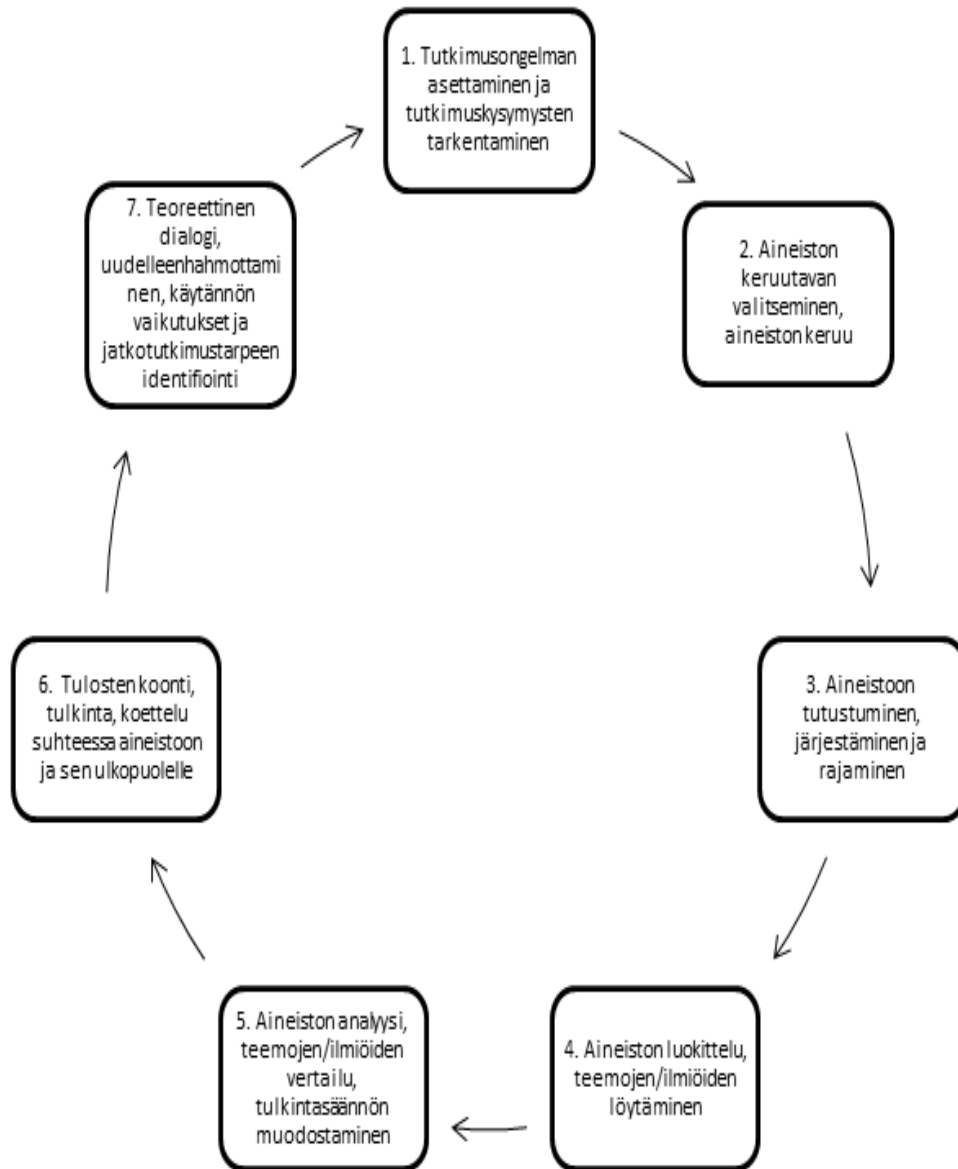 1. Tutkimusongelman
asettaminen ja
tutkimuskysymysten
tarkentaminen
2. Aineiston
keruutavan
valitseminen,
aineiston keruu
3. Aineistoon
tutustuminen,
järjestäminen ja
rajaaminen
4. Aineiston luokittelu,
teemojen/ilmiöiden
löytäminen
5. Aineiston analyysi,
teemojen/ilmiöiden
vertailu,
tulkintasäännön
muodostaminen
6. Tulosten koonti,
tulkinta, koettelu
suhteessa aineistoon
ja sen ulkopuolelle
7. Teoreettinen
dialogi,
uudelleenhahmottami
nen, käytännön
vaikutukset ja
jatkotutkimustarpeen
identifiointi